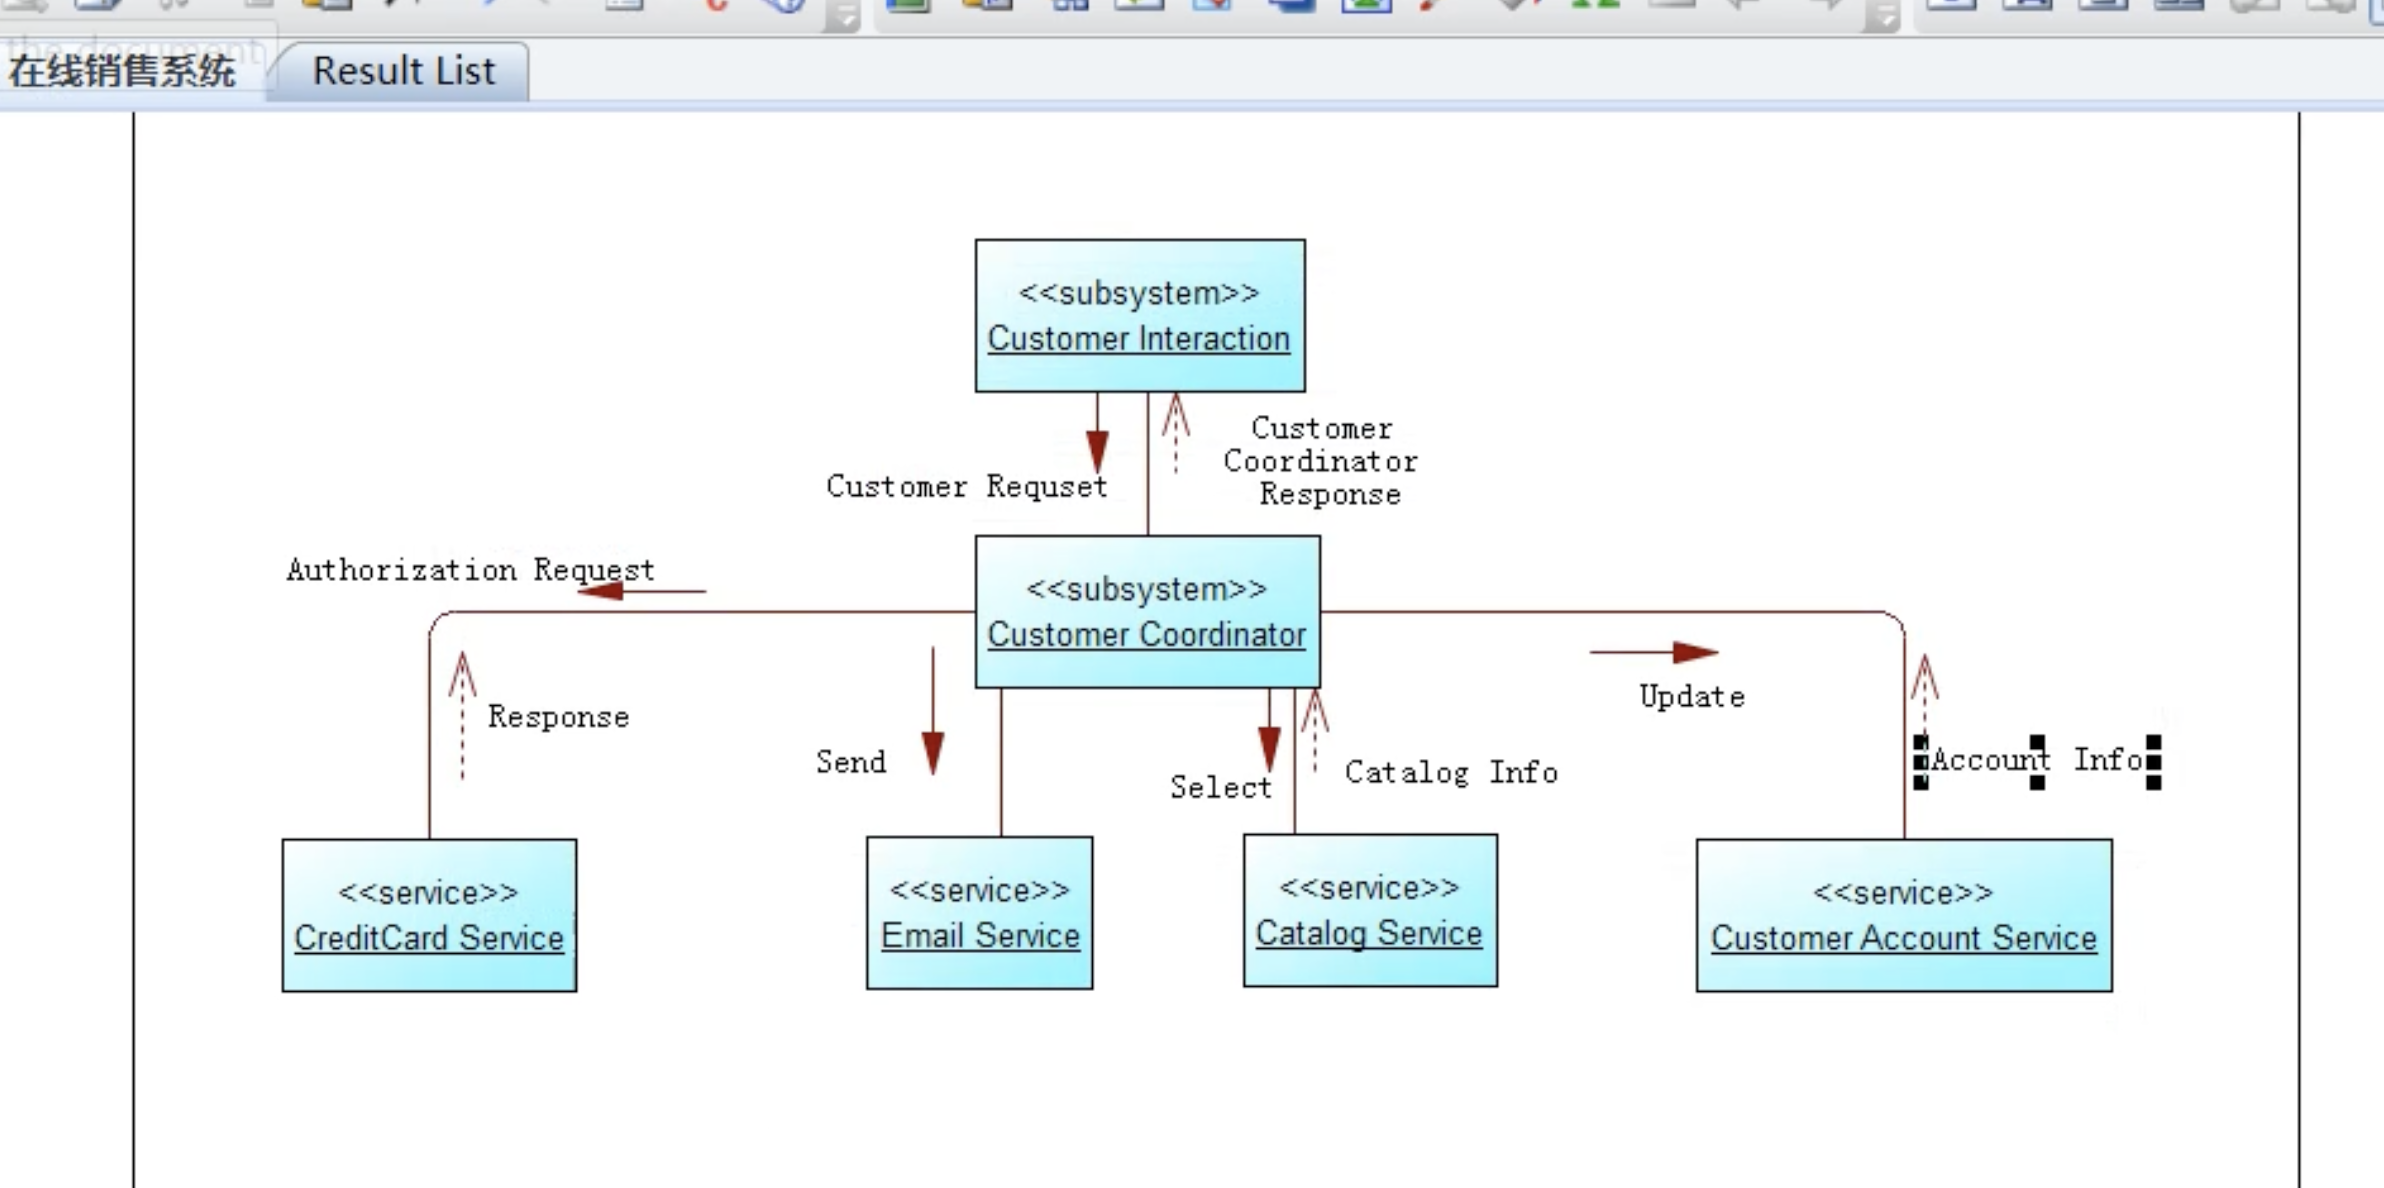 the document
在线销售系统
Result List
<<subsystem>>
Customer Interaction
Customer Requset
Customer
Coordinator
Response
Authorization Request
<<subsystem>>
Customer Coordinator
Response
Send
Select
Catalog Info
Update
Account Info
<<service>>
CreditCard Service
<<service>>
Email Service
<<service>>
Catalog Service
<<service>>
Customer Account Service